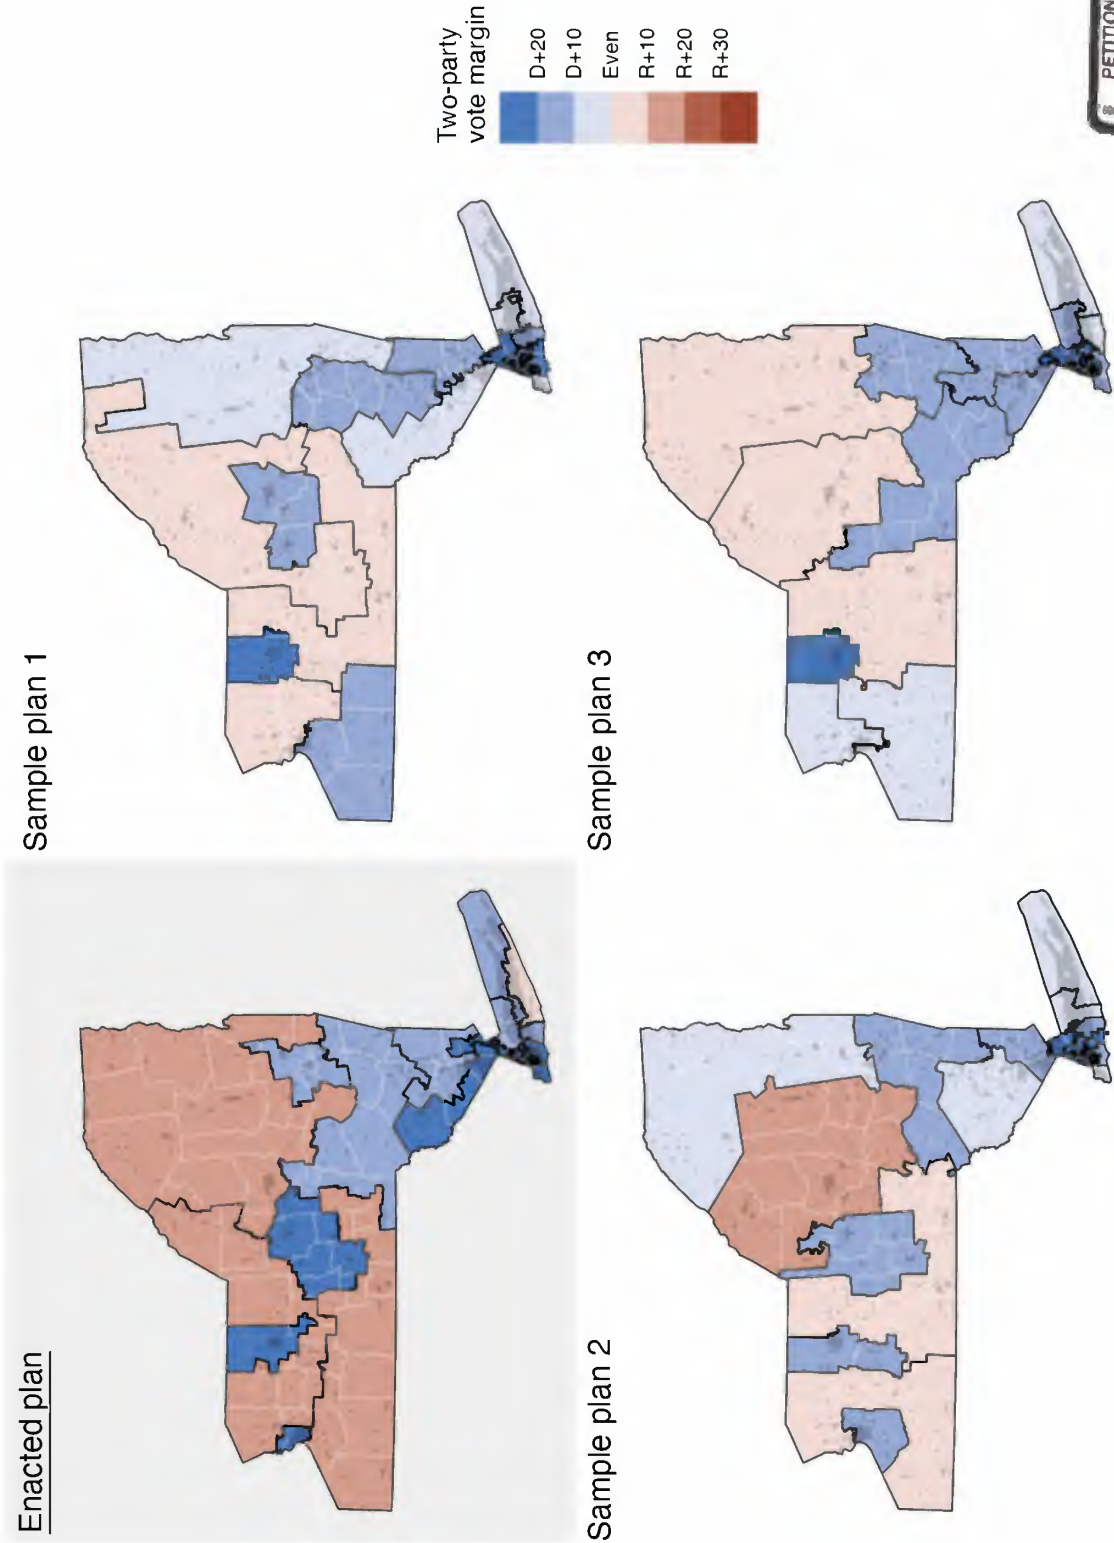 Enacted plan
Sample plan 1
Sample plan 2
Sample plan 3
Two-party
vote margin
D+20
D+10
Even
R+10
R+20
R+30
PETITION